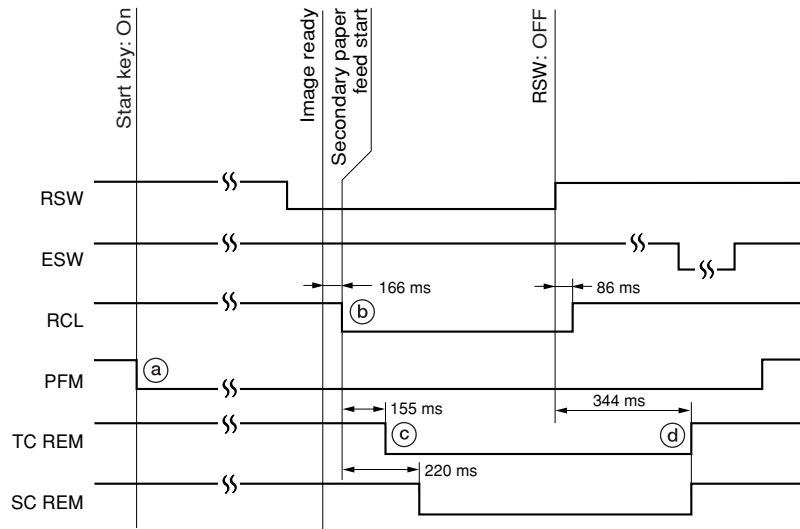 Start key: On
Image ready
Secondary paper
feed start
RSW: OFF
RSW
ESW
166 ms
86 ms
RCL
b
a
PFM
155 ms
344 ms
TC REM
c
d
220 ms
SC REM